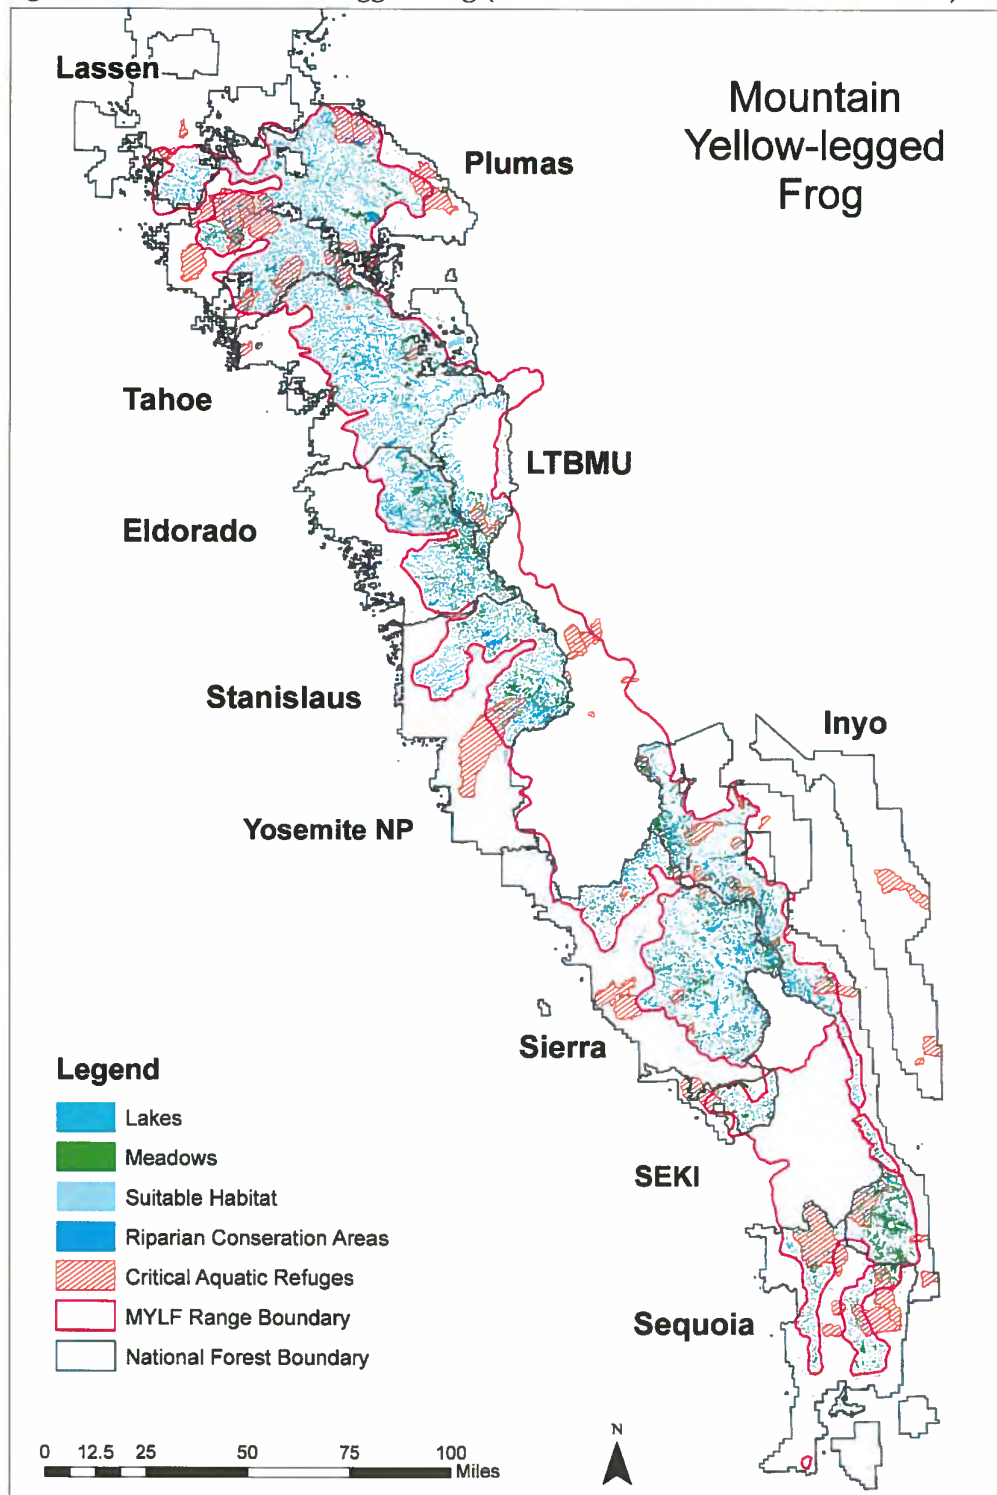 Mountain
Yellow-legged
Frog
Lassen
Plumas
Tahoe
LTBMU
Eldorado
Stanislaus
Inyo
Yosemite NP
Sierra
SEKI
Sequoia
Legend
Lakes
Meadows
Suitable Habitat
Riparian Conseration Areas
Critical Aquatic Refuges
MYLF Range Boundary
National Forest Boundary
0 12.5 25 50 75 100
Miles
N